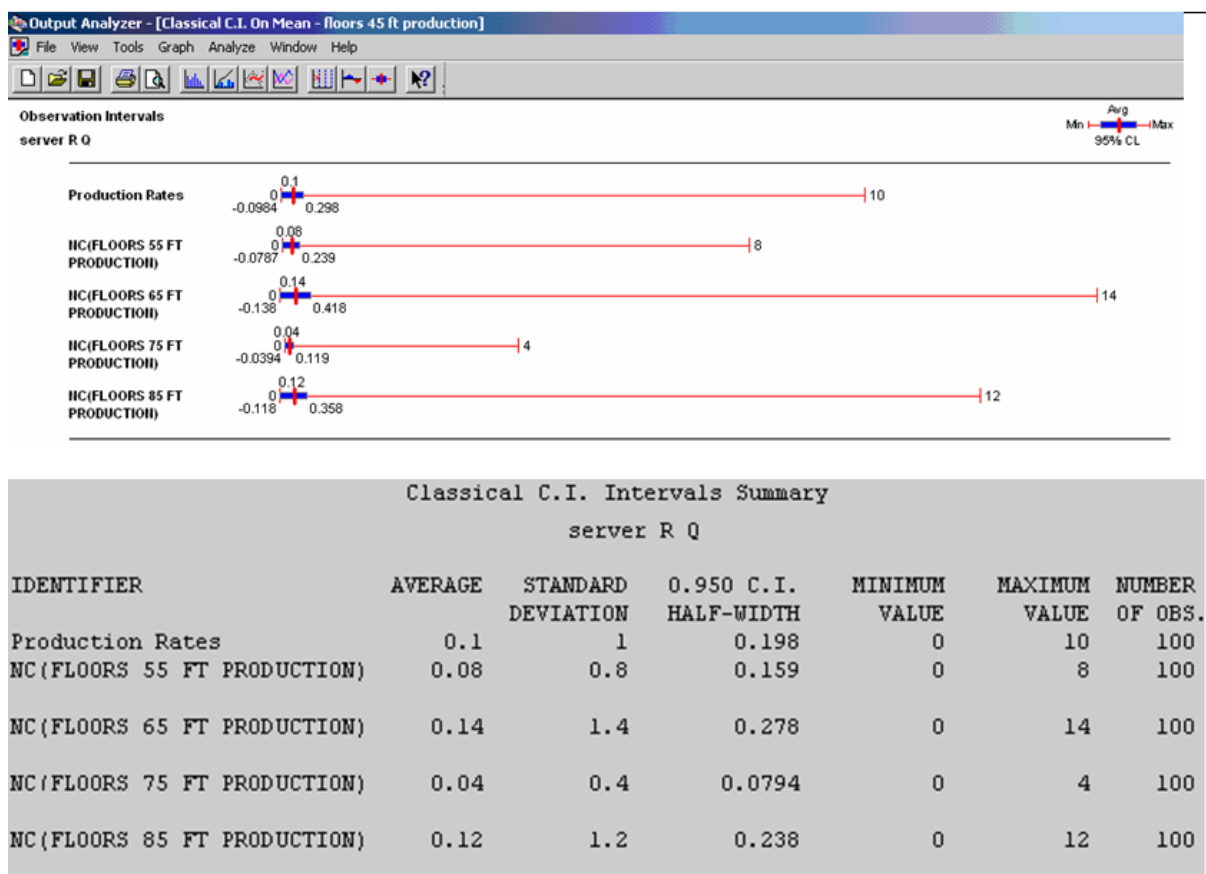 Output Analyzer - [Classical C.I. On Mean - floors 45 ft production]
File View Tools Graph Analyze Window Help
Observation Intervals
server R Q
Avg
Min Max
95% CL
Production Rates
0.1
0 10
-0.0984 0.298
NC(FLOORS 55 FT
PRODUCTION)
0.08
0 8
-0.0787 0.239
NC(FLOORS 65 FT
PRODUCTION)
0.14
0 14
-0.138 0.418
NC(FLOORS 75 FT
PRODUCTION)
0.04
0 4
-0.0394 0.119
NC(FLOORS 85 FT
PRODUCTION)
0.12
0 12
-0.118 0.358
Classical C.I. Intervals Summary
server R Q
IDENTIFIER AVERAGE STANDARD 0.950 C.I. MINIMUM MAXIMUM NUMBER
DEVIATION HALF-WIDTH VALUE VALUE OF OBS.
Production Rates 0.1 1 0.198 0 10 100
NC(FLOORS 55 FT PRODUCTION) 0.08 0.8 0.159 0 8 100
NC(FLOORS 65 FT PRODUCTION) 0.14 1.4 0.278 0 14 100
NC(FLOORS 75 FT PRODUCTION) 0.04 0.4 0.0794 0 4 100
NC(FLOORS 85 FT PRODUCTION) 0.12 1.2 0.238 0 12 100